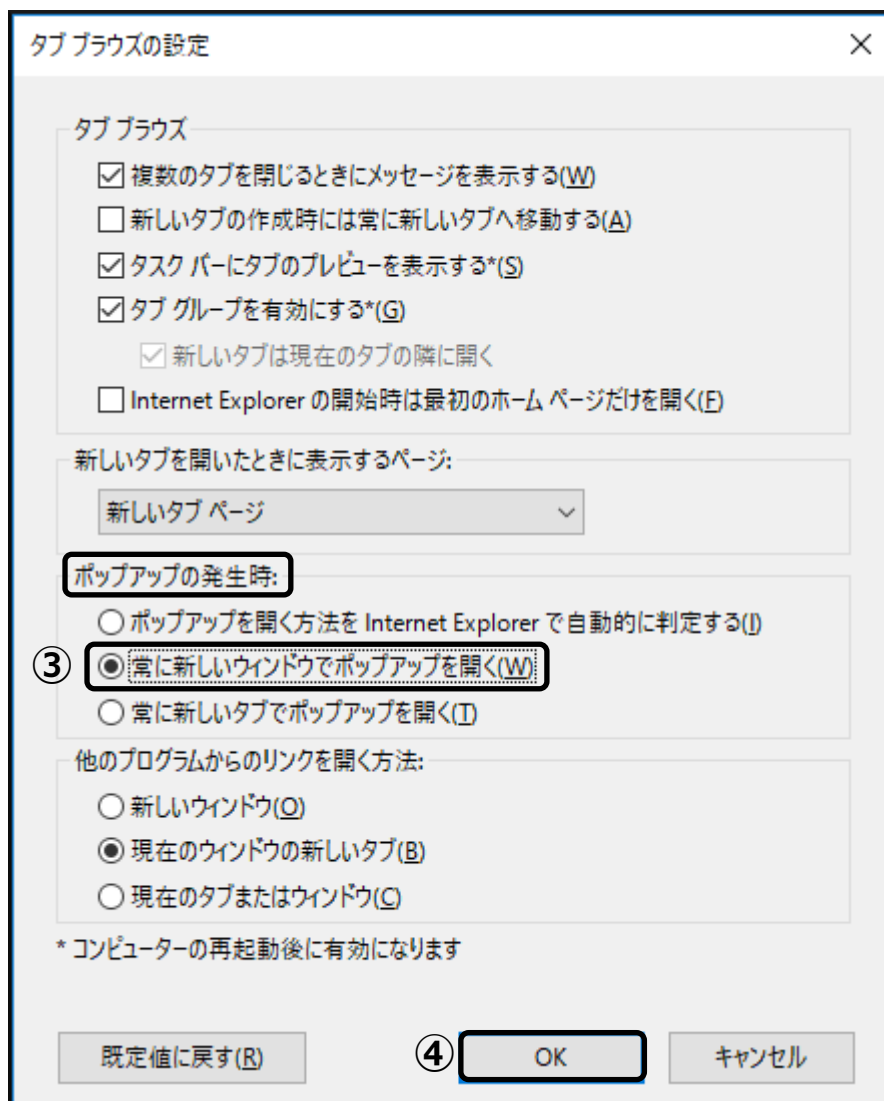 タブ ブラウズの設定
タブ ブラウズ
複数のタブを閉じるときにメッセージを表示する(W)
新しいタブの作成時には常に新しいタブへ移動する(A)
タスク バーにタブのプレビューを表示する*(S)
タブ グループを有効にする*(G)
新しいタブは現在のタブの隣に開く
Internet Explorer の開始時は最初のホーム ページだけを開く(F)
新しいタブを開いたときに表示するページ:
新しいタブ ページ
ポップアップの発生時:
ポップアップを開く方法を Internet Explorer で自動的に判定する(I)
③ 常に新しいウィンドウでポップアップを開く(W)
常に新しいタブでポップアップを開く(T)
他のプログラムからのリンクを開く方法:
新しいウィンドウ(O)
現在のウィンドウの新しいタブ(B)
現在のタブまたはウィンドウ(C)
* コンピューターの再起動後に有効になります
既定値に戻す(R) ④ OK キャンセル